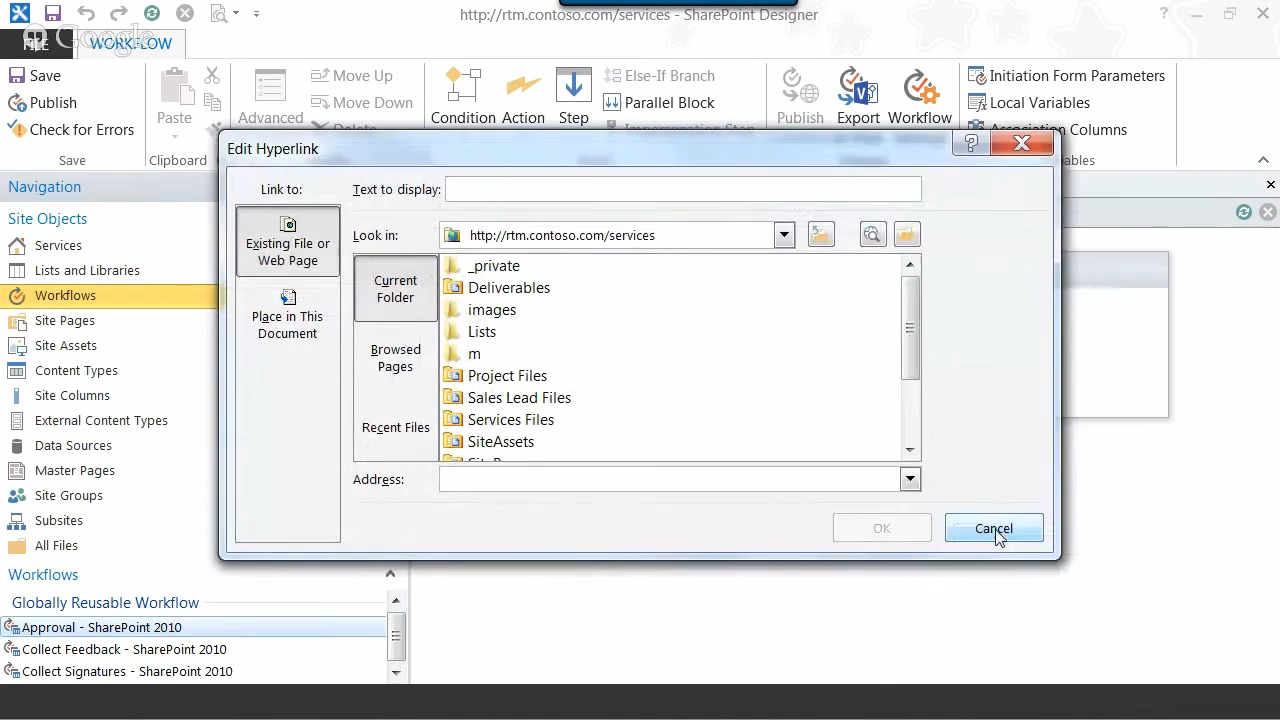 http://rtm.contoso.com/services - SharePoint Designer
?
Google
FILE
WORKFLOW
Save
Publish
Check for Errors
Save
Paste
Clipboard
Advanced
Move Up
Move Down
Delete
Condition
Action
Step
Else-If Branch
Parallel Block
Impersonation Step
Publish
Export
Workflow
Initiation Form Parameters
Local Variables
Association Columns
Edit Hyperlink
?
Link to:
Existing File or
Web Page
Place in This
Document
Text to display:
Look in:
http://rtm.contoso.com/services
Current
Folder
Browsed
Pages
Recent Files
_private
Deliverables
images
Lists
m
Project Files
Sales Lead Files
Services Files
SiteAssets
Address:
OK
Cancel
Navigation
Site Objects
Services
Lists and Libraries
Workflows
Site Pages
Site Assets
Content Types
Site Columns
External Content Types
Data Sources
Master Pages
Site Groups
Subsites
All Files
Workflows
Globally Reusable Workflow
Approval - SharePoint 2010
Collect Feedback - SharePoint 2010
Collect Signatures - SharePoint 2010